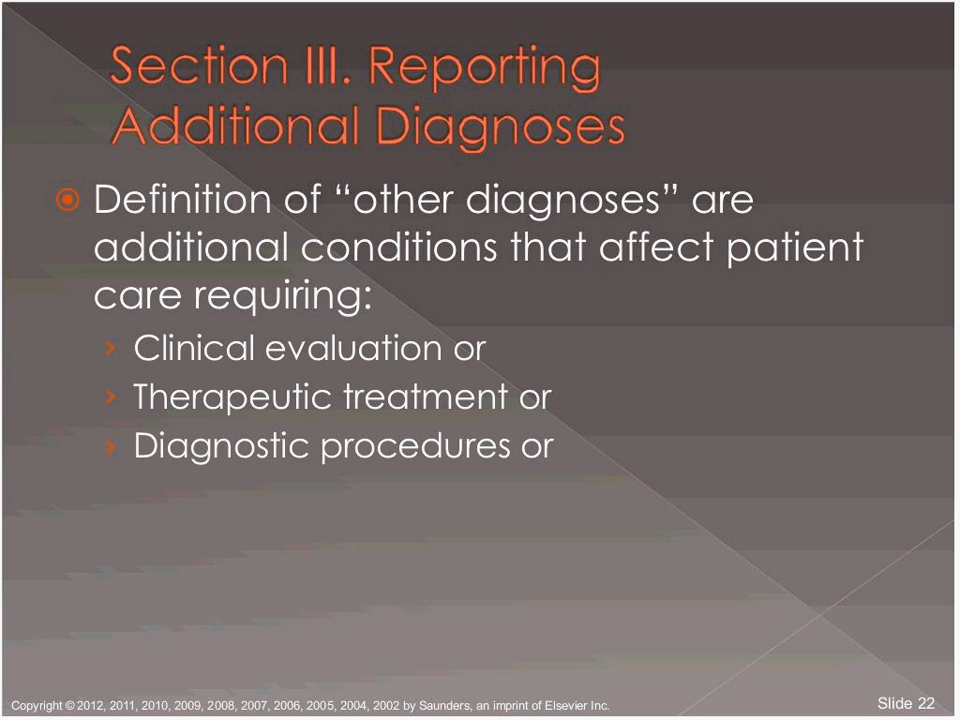 Section III. Reporting
Additional Diagnoses
Definition of “other diagnoses” are
additional conditions that affect patient
care requiring:
Clinical evaluation or
Therapeutic treatment or
Diagnostic procedures or
Copyright © 2012, 2011, 2010, 2009, 2008, 2007, 2006, 2005, 2004, 2002 by Saunders, an imprint of Elsevier Inc.
Slide 22